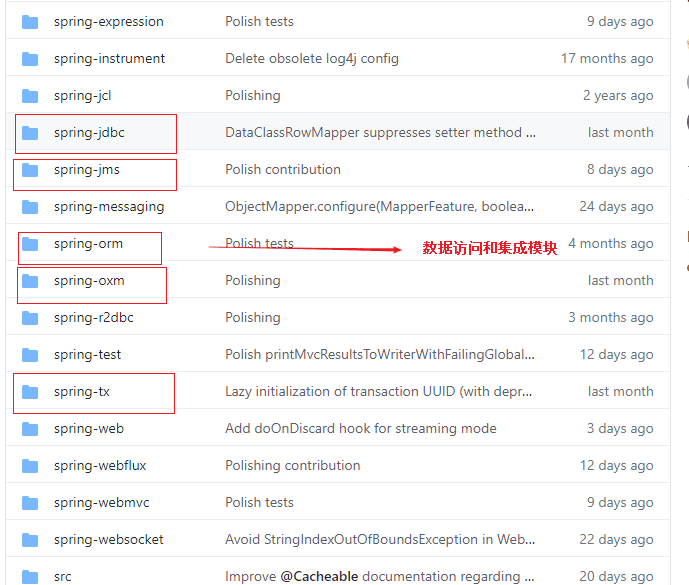 spring-expression Polish tests 9 days ago
spring-instrument Delete obsolete log4j config 17 months ago
spring-jcl Polishing 2 years ago
spring-jdbc DataClassRowMapper suppresses setter method ... last month
spring-jms Polish contribution 8 days ago
spring-messaging ObjectMapper.configure(MapperFeature, boolea... 24 days ago
spring-orm Polish tests 数据访问和集成模块 4 months ago
spring-oxm Polishing last month
spring-r2dbc Polishing 3 months ago
spring-test Polish printMvcResultsToWriterWithFailingGlobal... 12 days ago
spring-tx Lazy initialization of transaction UUID (with depr... last month
spring-web Add doOnDiscard hook for streaming mode 3 days ago
spring-webflux Polishing contribution 12 days ago
spring-webmvc Polish tests 9 days ago
spring-websocket Avoid StringIndexOutOfBoundsException in Web... 22 days ago
src Improve @Cacheable documentation regarding ... 20 days ago